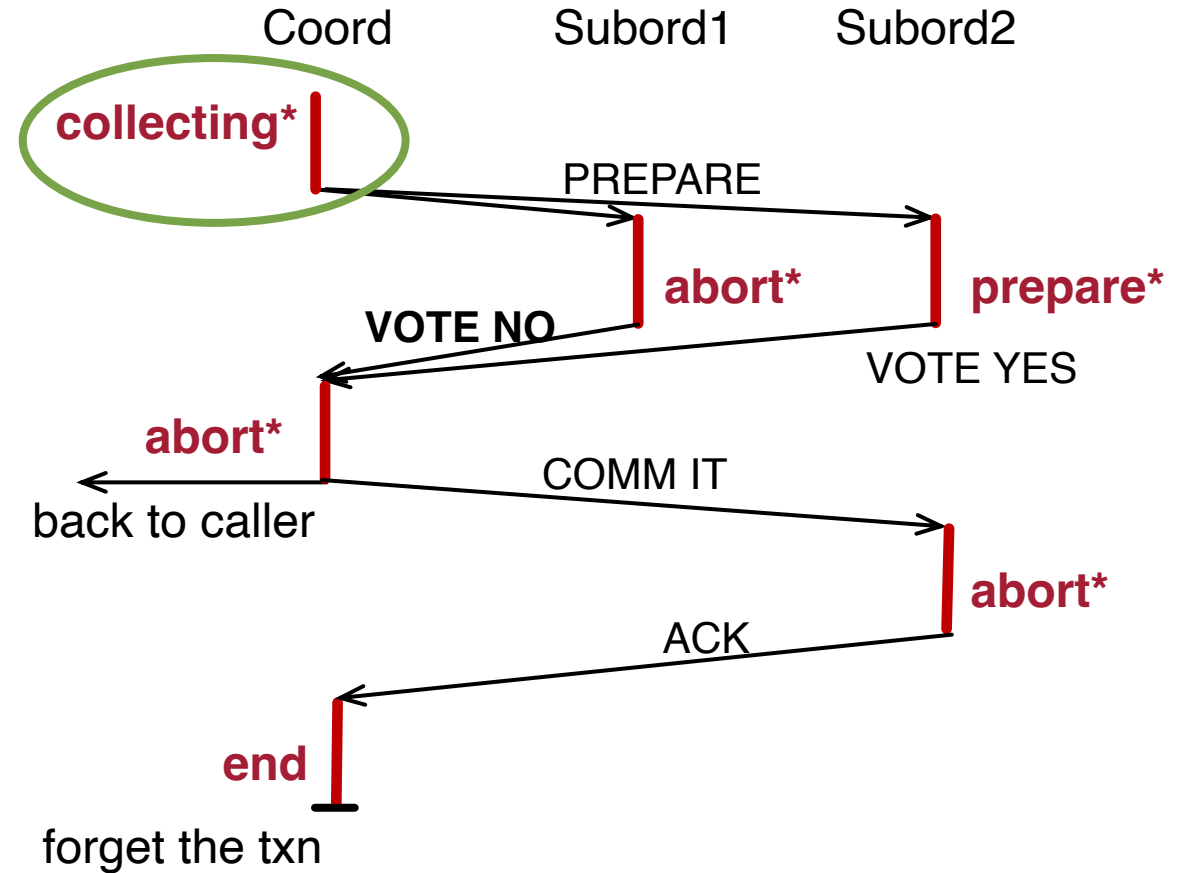 Coord Subord1 Subord2
collecting*
PREPARE
abort* prepare*
VOTE NO
VOTE YES
abort*
COMM IT
back to caller
abort*
ACK
end
forget the txn